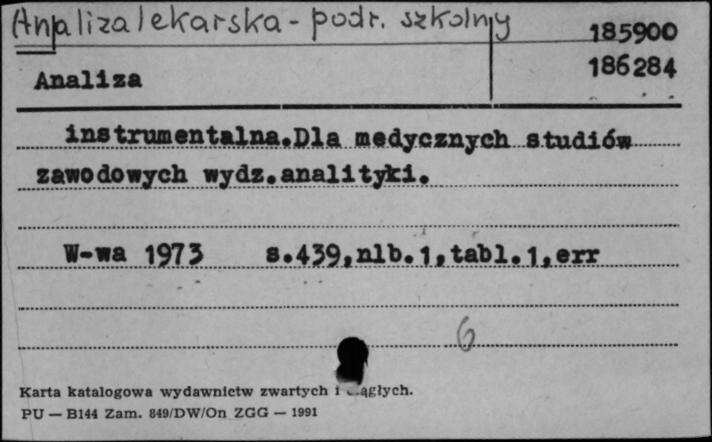 Analiza lekarska - podr. szkolny
185900
186284
Analiza
instrumentalna.Dla medycznych studiów
zawodowych wydz.analityki.
W-wa 1973 s.439,nlb.1,tabl.1,err
6
Karta katalogowa wydawnictw zwartych i
PU — B144 Zam. 849/DW/On ZGG — 1991